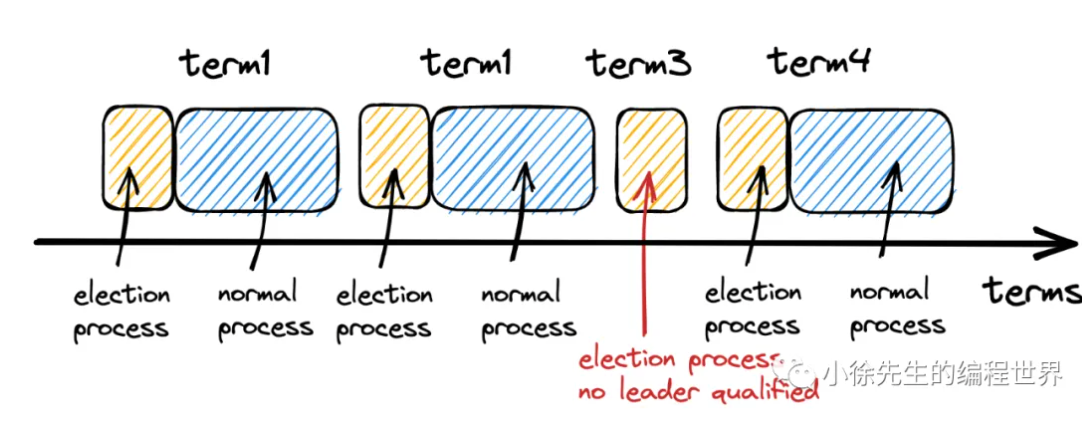 term1 term1 term3 term4
election normal election normal election normal terms
process process process process process process
election process:
no leader qualified
小徐先生的编程世界